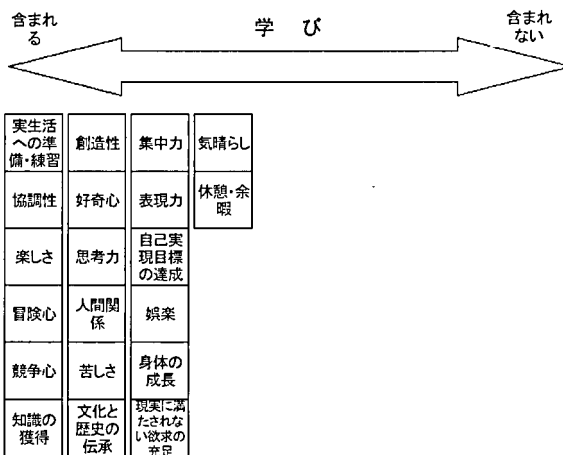 含まれ
る
学 び
含まれ
ない
実生活
への準
備・練習
創造性
集中力
気晴らし
協調性
好奇心
表現力
休憩・余
暇
楽しさ
思考力
自己実
現目標
の達成
冒険心
人間関
係
娯楽
競争心
苦しさ
身体の
成長
知識の
獲得
文化と
歴史の
伝承
現実に満
たされな
い欲求の
充足